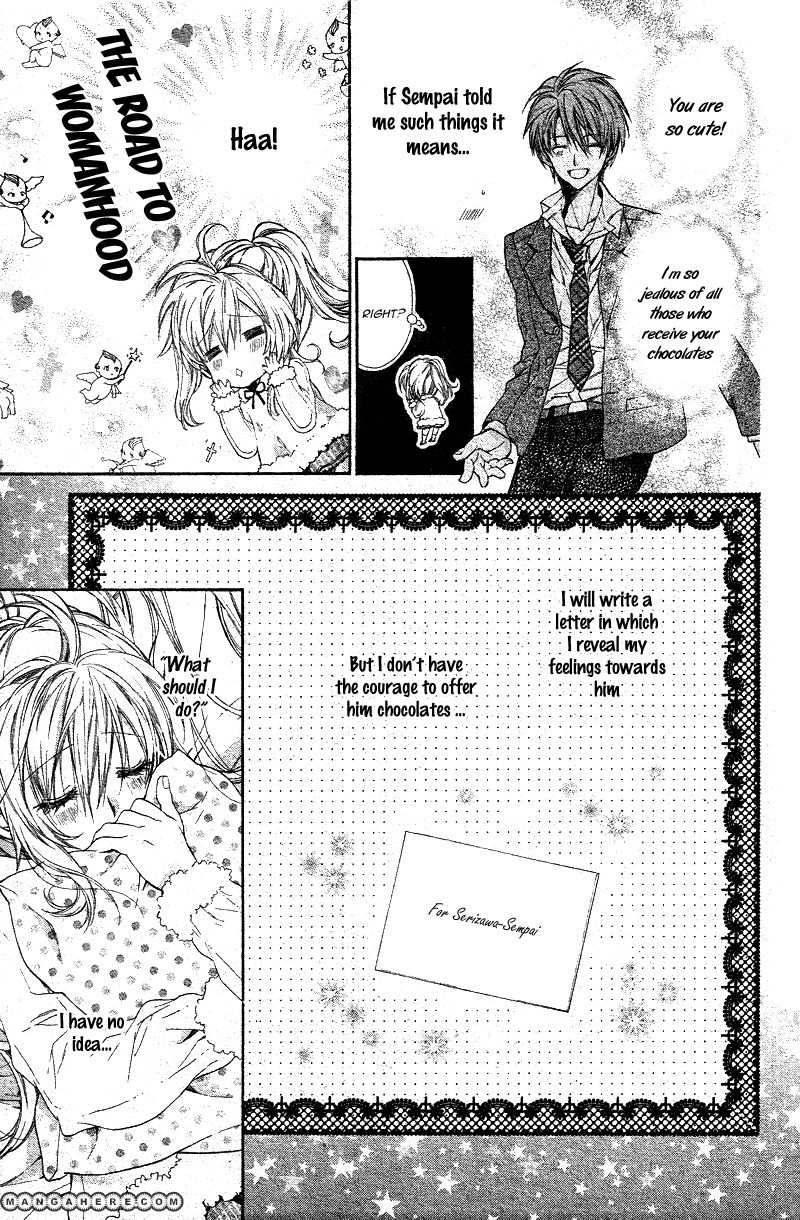 You are
so cute!
If Sempai told
me such things it
means...
I'm so
jealous of all
those who
receive your
chocolates
RIGHT?
Haa!
THE ROAD TO
WOMANHOOD
I will write a
letter in which
I reveal my
feelings towards
him
But I don't have
the courage to offer
him chocolates ...
For Serizawa-Sempai
"What
should I
do?"
I have no
idea...
MANGAHERE.COM